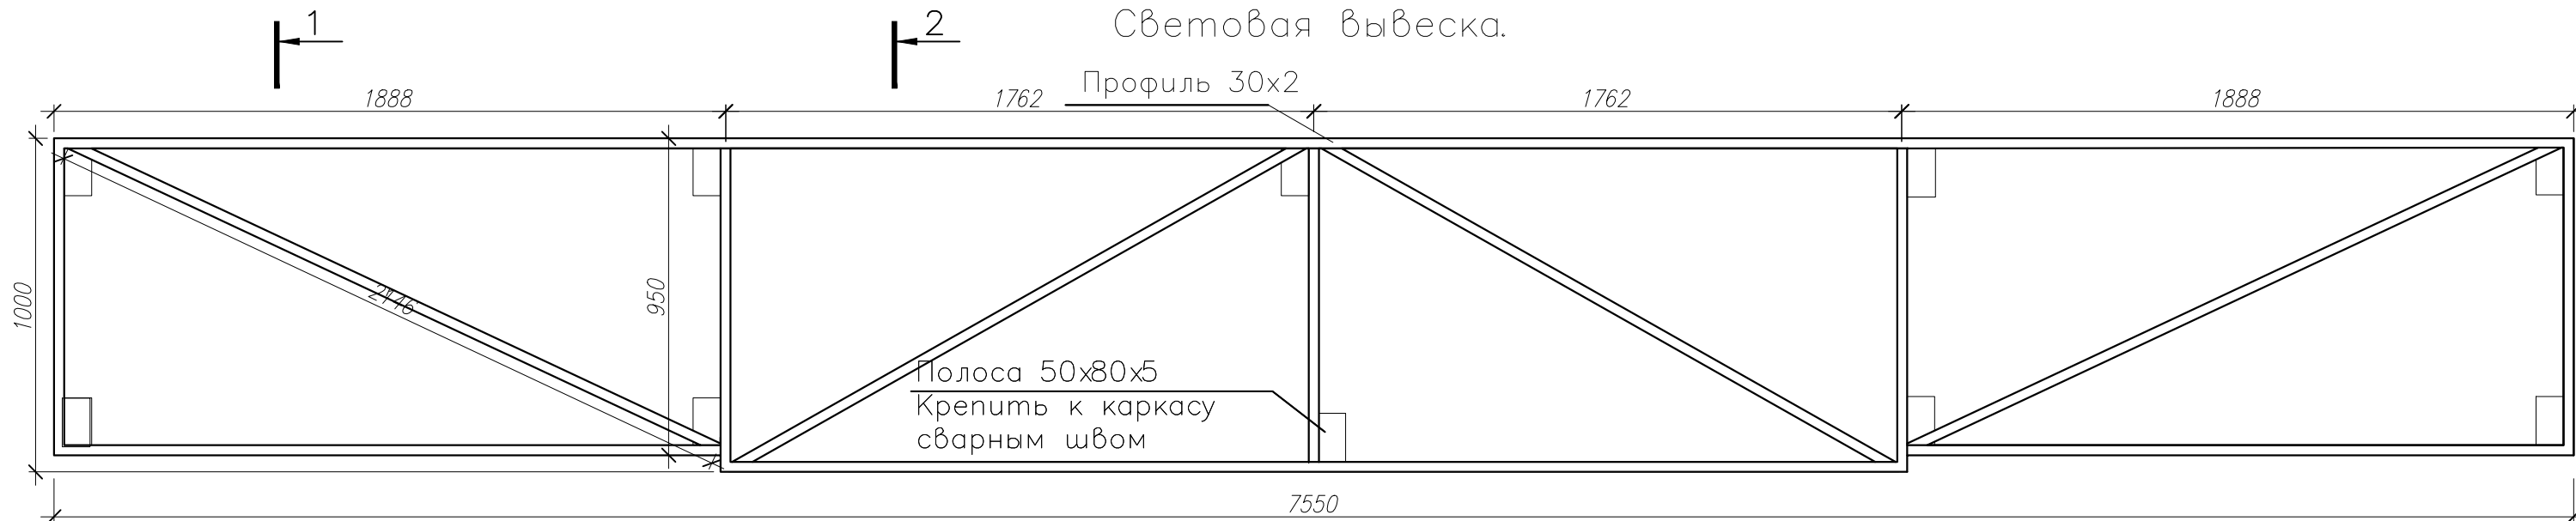 1
2
Световая вывеска.
Профиль 30х2
1888
1762
1762
1888
1000
950
2146
Полоса 50х80х5
Крепить к каркасу
сварным швом
7550